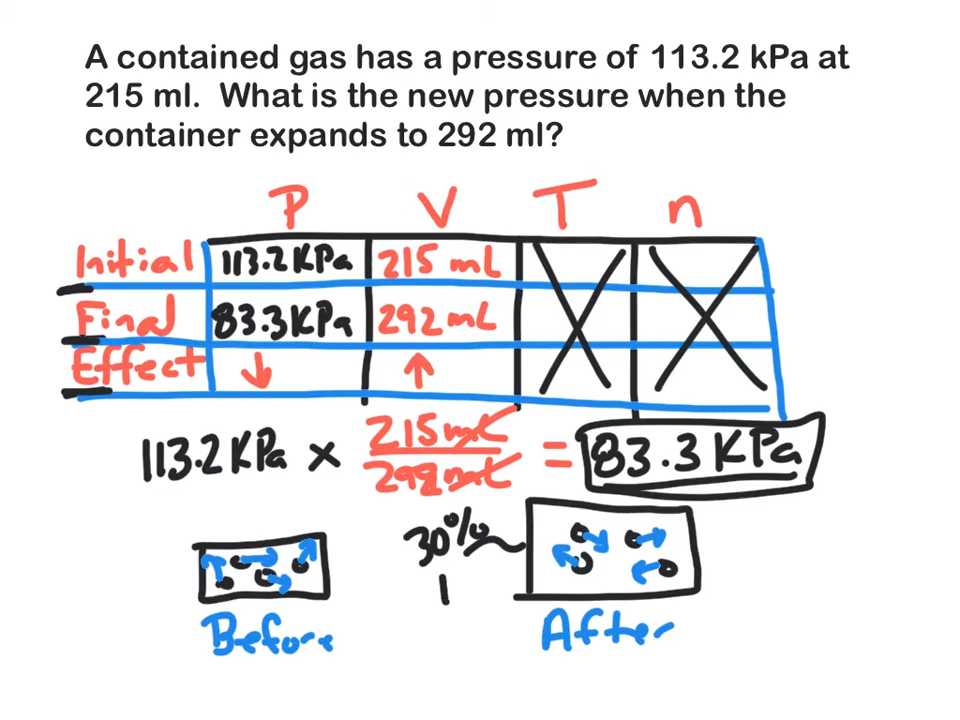 A contained gas has a pressure of 113.2 kPa at
215 ml. What is the new pressure when the
container expands to 292 ml?
P V T n
Initial 113.2 KPa 215 mL
Final 83.3 KPa 292 mL
Effect ↓ ↑
113.2 KPa × 215 mL / 292 mL = 83.3 KPa
30%
Before After